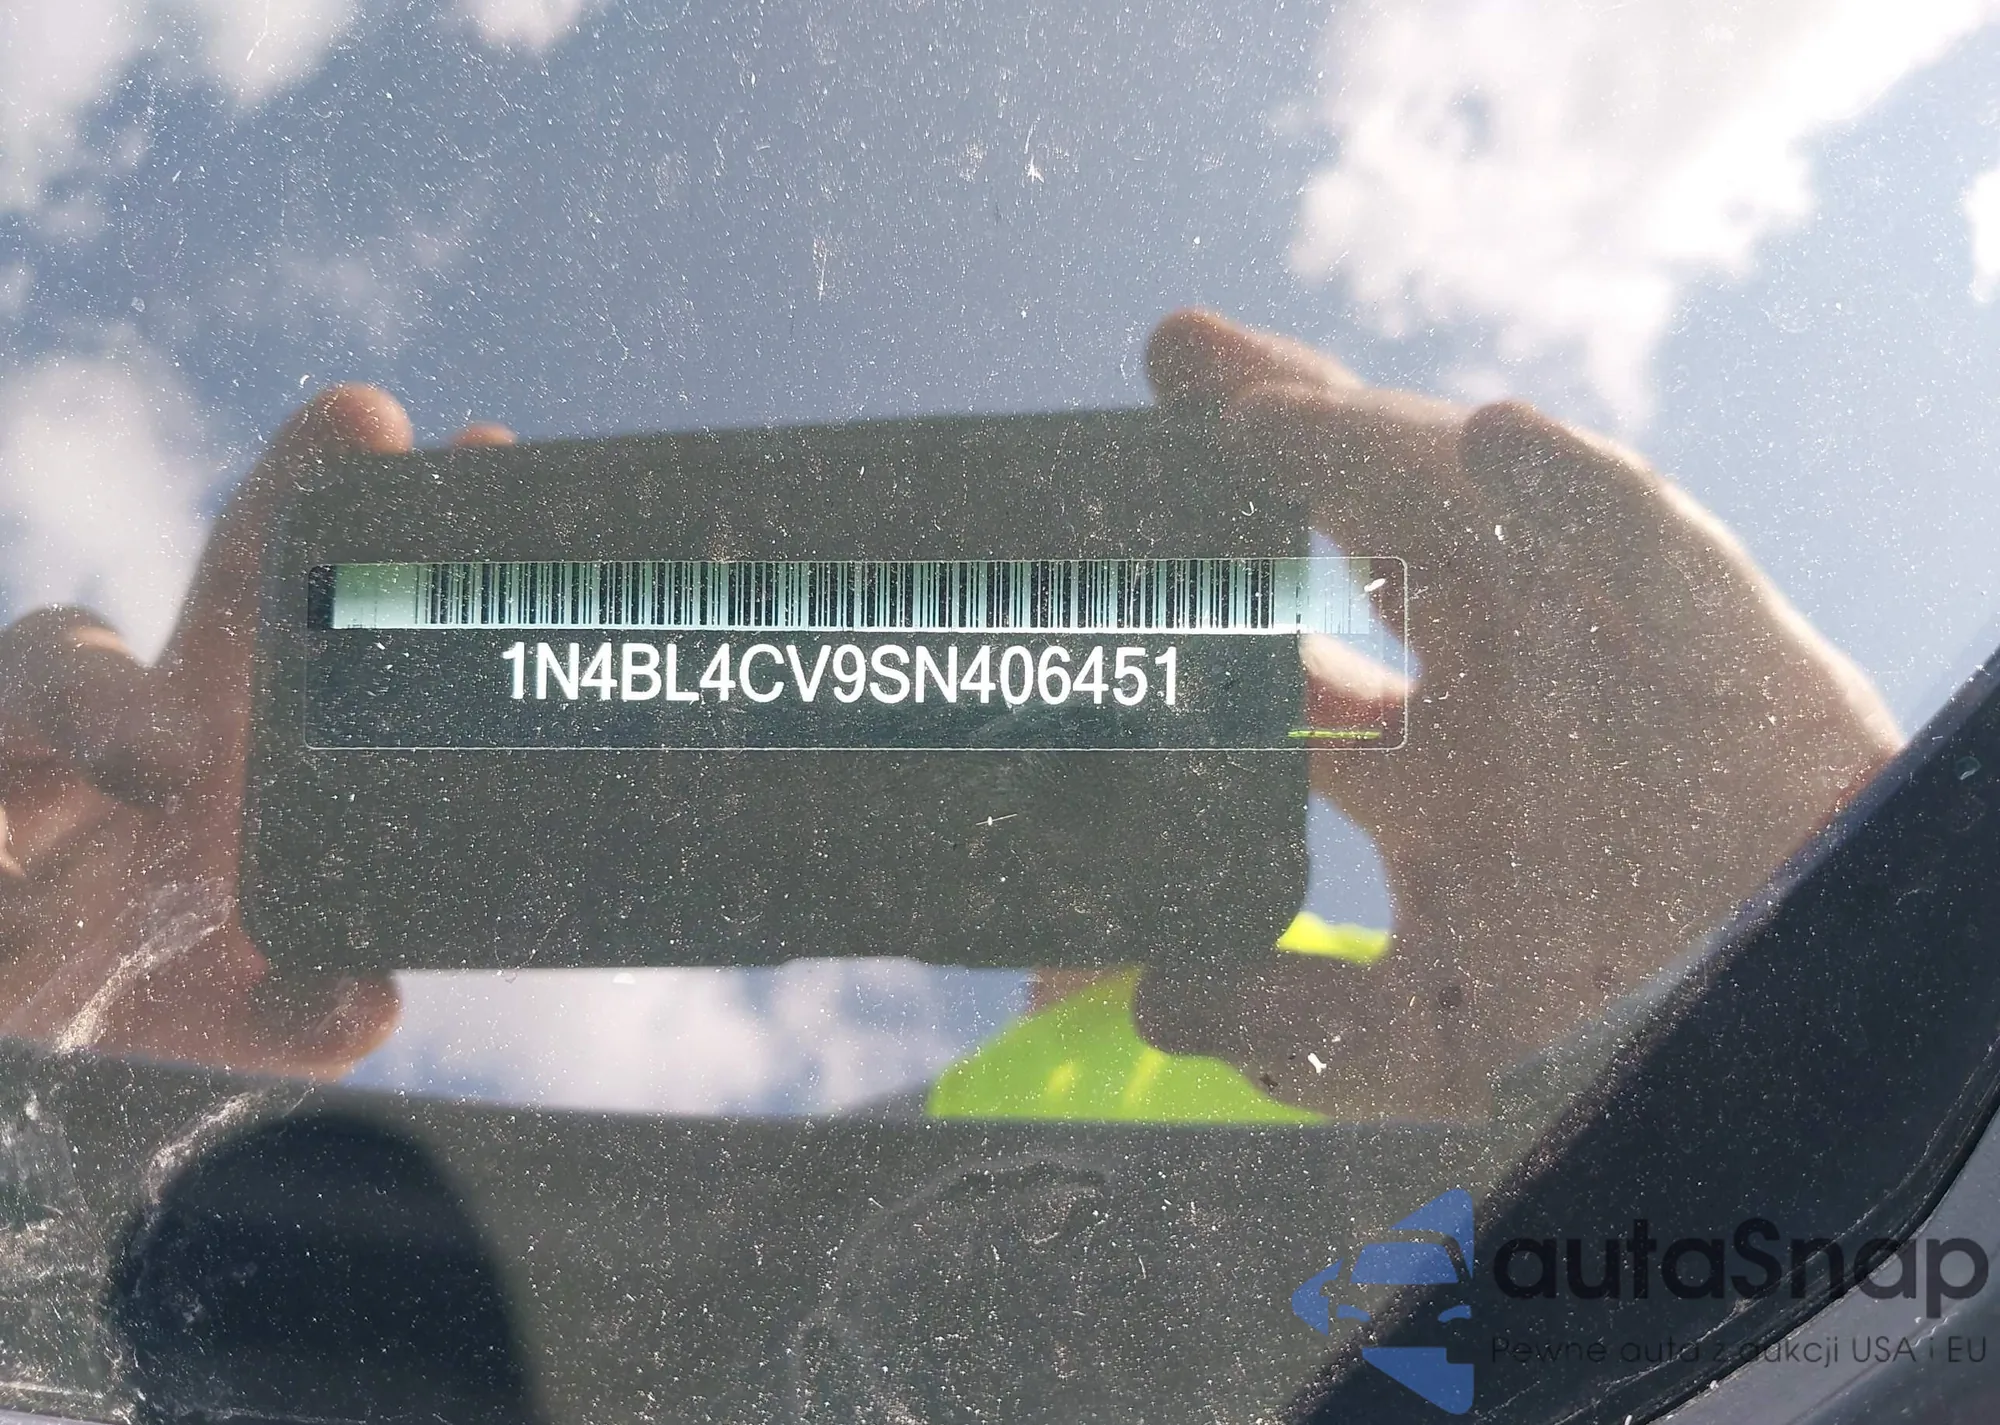 1N4BL4CV9SN406451
autaSnap
Pewne auta z aukcji USA i EU